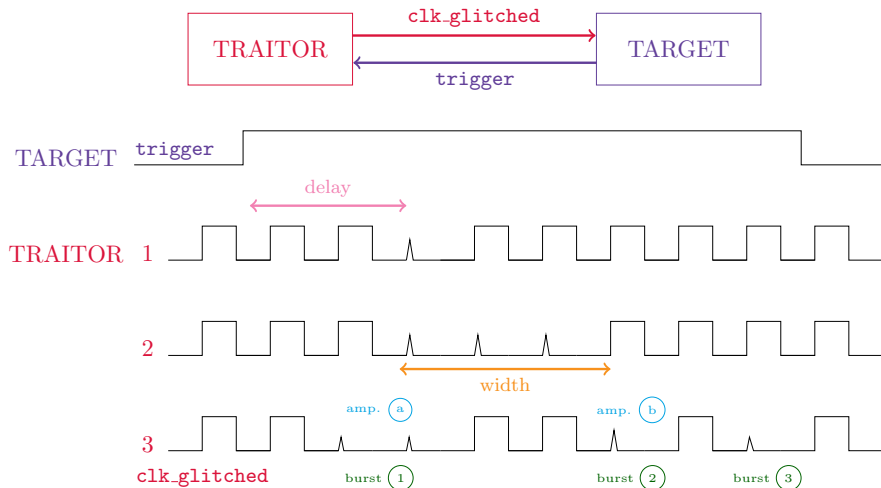 clk_glitched
TRAITOR TARGET
trigger
TARGET trigger
delay
TRAITOR 1
2
width
amp. a amp. b
3
clk_glitched burst 1 burst 2 burst 3